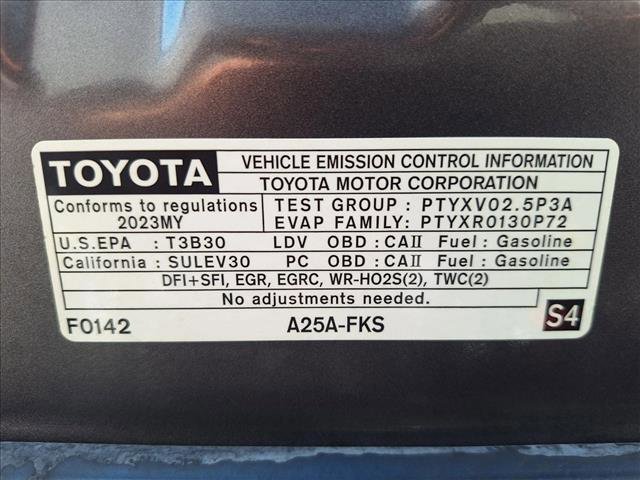 TOYOTA
VEHICLE EMISSION CONTROL INFORMATION
TOYOTA MOTOR CORPORATION
Conforms to regulations
2023MY
TEST GROUP : PTYXV02.5P3A
EVAP FAMILY: PTYXR0130P72
U.S.EPA : T3B30 LDV OBD : CAII Fuel : Gasoline
California : SULEV30 PC OBD : CAII Fuel : Gasoline
DFI+SFI, EGR, EGRC, WR-HO2S(2), TWC(2)
No adjustments needed.
F0142 A25A-FKS S4